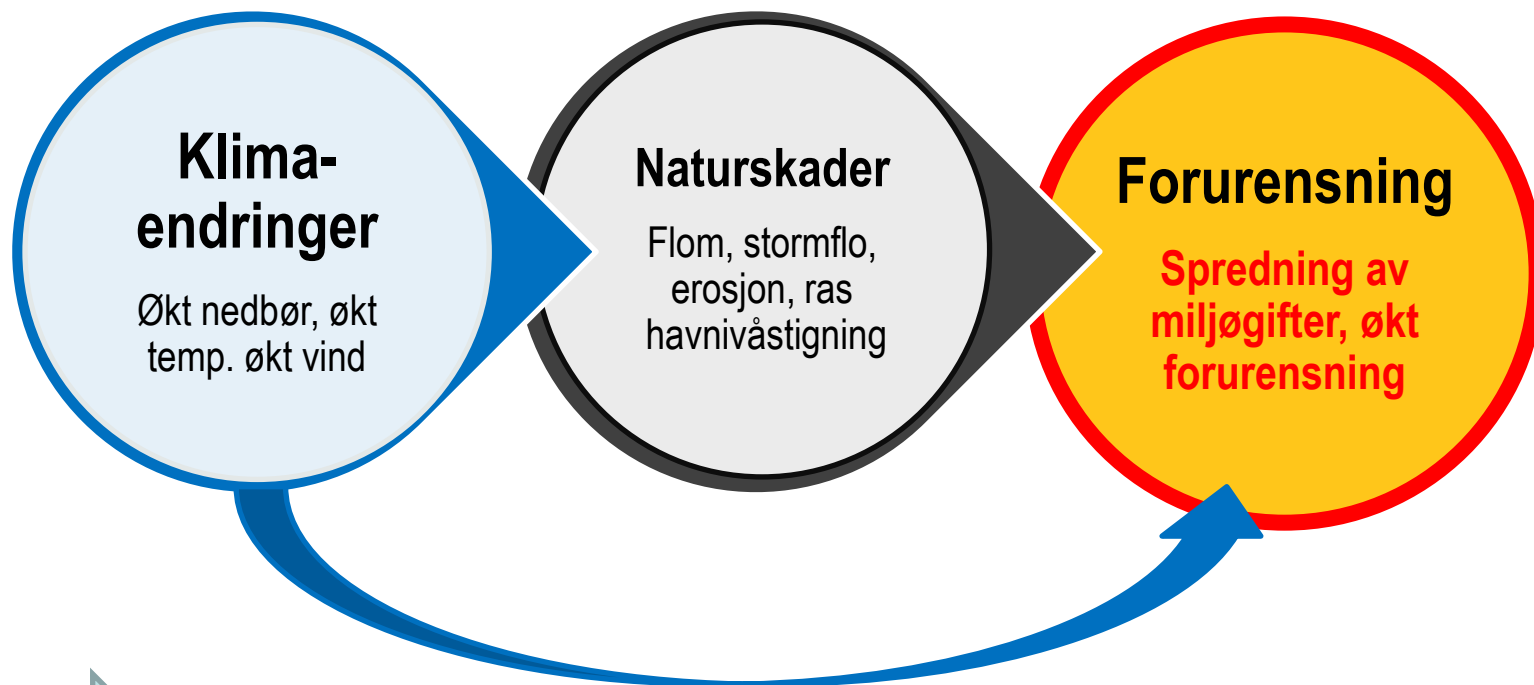 Klima-
endringer
Økt nedbør, økt
temp. økt vind
Naturskader
Flom, stormflo,
erosjon, ras
havnivåstigning
Forurensning
Spredning av
miljøgifter, økt
forurensning